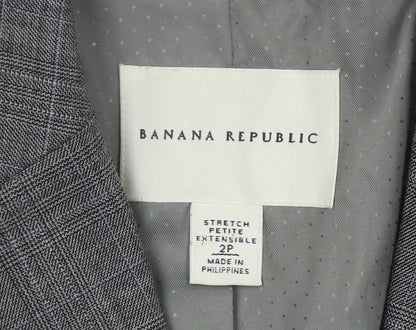 BANANA REPUBLIC
STRETCH
PETITE
EXTENSIBLE
2P
MADE IN
PHILIPPINES